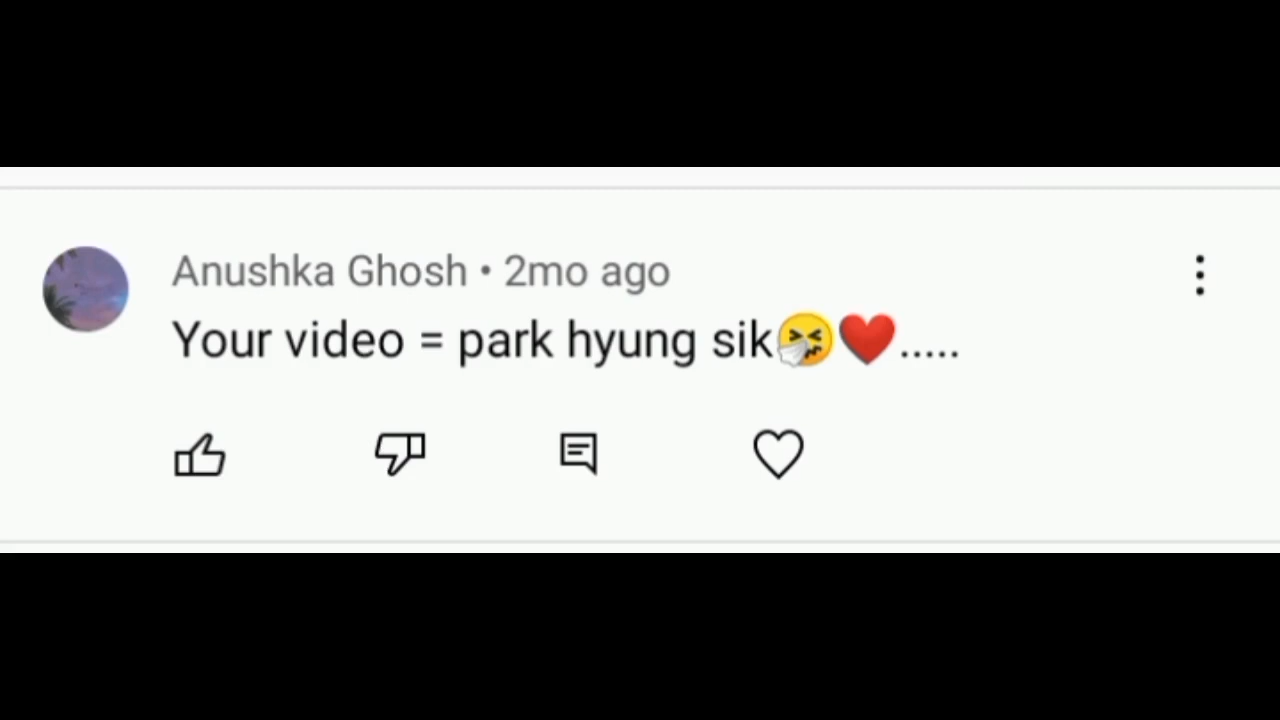 Anushka Ghosh • 2mo ago
Your video = park hyung sik🤧❤️.....